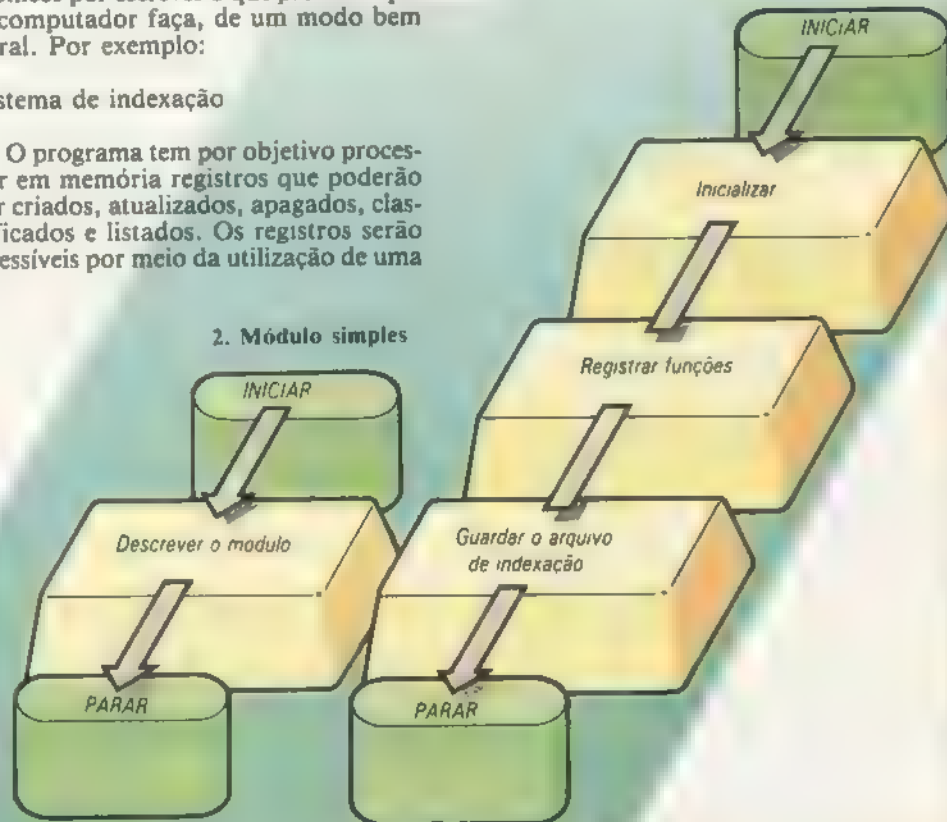 computador faça, de um modo bem
ral. Por exemplo:
stema de indexação
O programa tem por objetivo proces-
r em memória registros que poderão
r criados, atualizados, apagados, clas-
ficados e listados. Os registros serão
essíveis por meio da utilização de uma
2. Módulo simples
INICIAR
Descrever o modulo
PARAR
INICIAR
Inicializar
Registrar funções
Guardar o arquivo
de indexação
PARAR